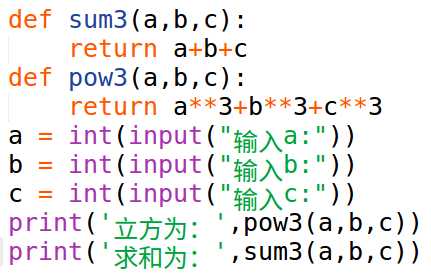 def sum3(a,b,c):
    return a+b+c
def pow3(a,b,c):
    return a**3+b**3+c**3
a = int(input("输入a:"))
b = int(input("输入b:"))
c = int(input("输入c:"))
print('立方为：',pow3(a,b,c))
print('求和为：',sum3(a,b,c))